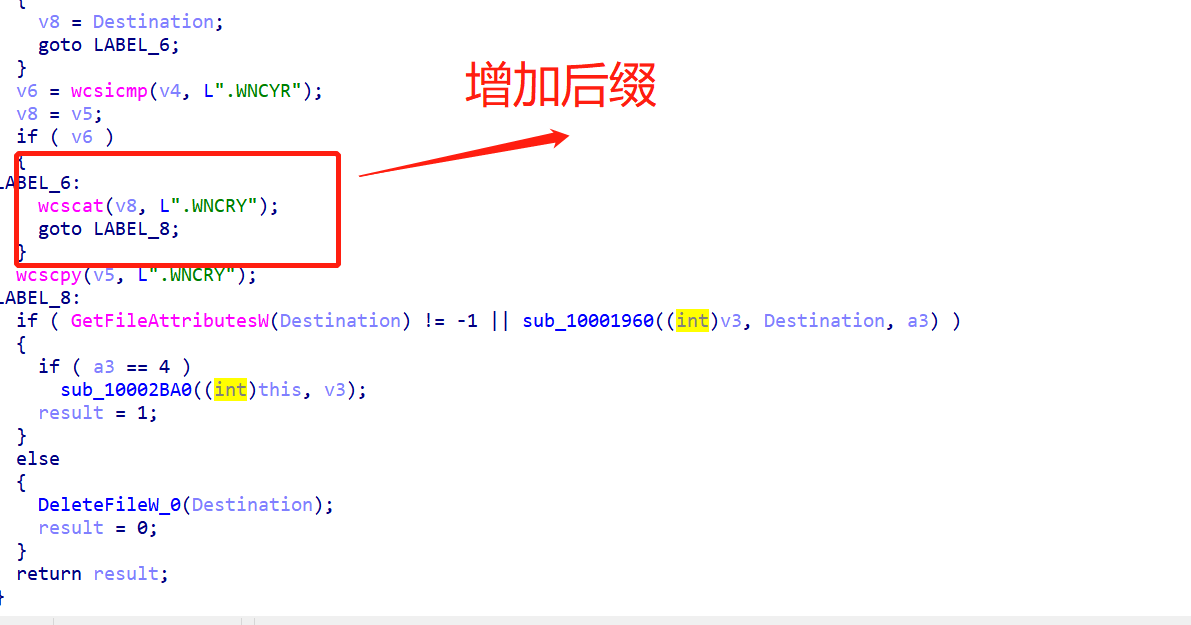 {
v8 = Destination;
goto LABEL_6;
}
v6 = wcsicmp(v4, L".WNCYR");
v8 = v5;
if ( v6 )
增加后缀
{
LABEL_6:
wcscat(v8, L".WNCRY");
goto LABEL_8;
}
wcscpy(v5, L".WNCRY");
LABEL_8:
if ( GetFileAttributesW(Destination) != -1 || sub_10001960((int)v3, Destination, a3) )
{
if ( a3 == 4 )
sub_10002BA0((int)this, v3);
result = 1;
}
else
{
DeleteFileW_0(Destination);
result = 0;
}
return result;
}